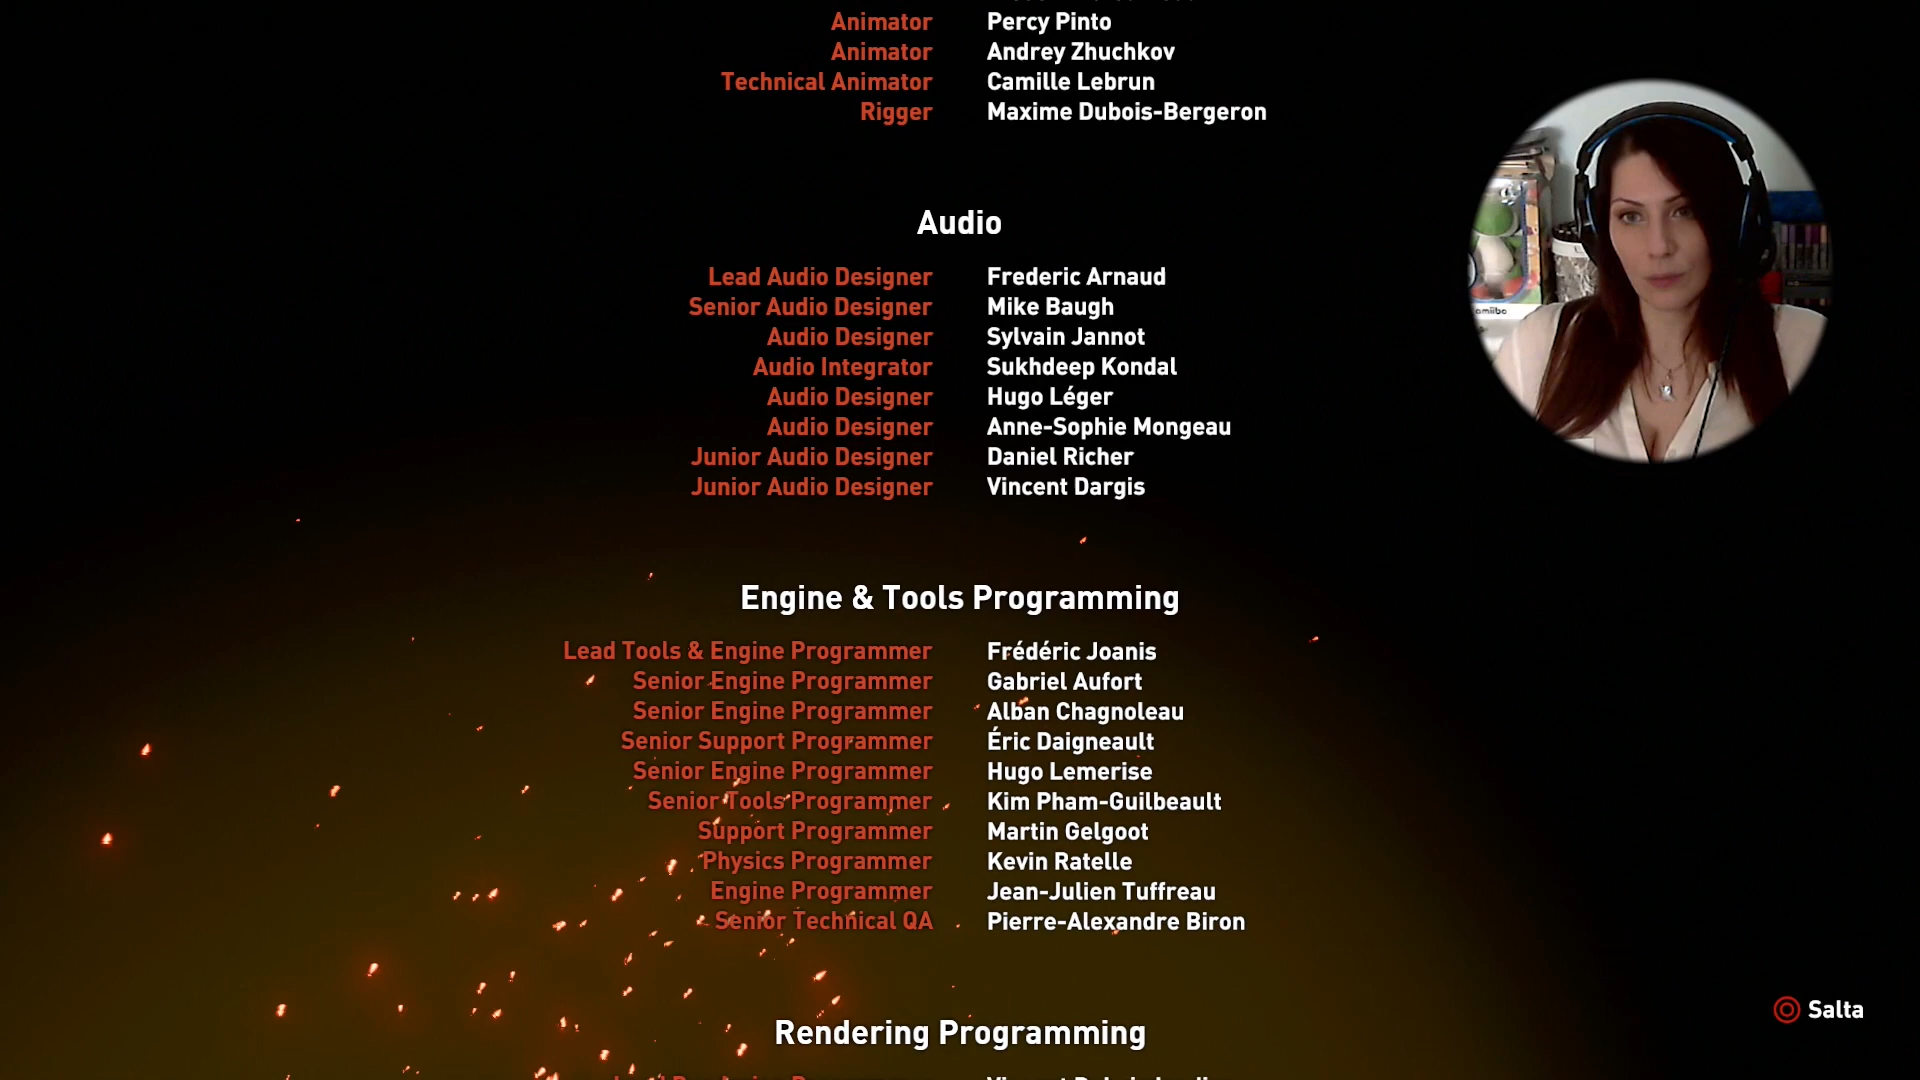 Animator Percy Pinto
Animator Andrey Zhuchkov
Technical Animator Camille Lebrun
Rigger Maxime Dubois-Bergeron
Audio
Lead Audio Designer Frederic Arnaud
Senior Audio Designer Mike Baugh
Audio Designer Sylvain Jannot
Audio Integrator Sukhdeep Kondal
Audio Designer Hugo Léger
Audio Designer Anne-Sophie Mongeau
Junior Audio Designer Daniel Richer
Junior Audio Designer Vincent Dargis
Engine & Tools Programming
Lead Tools & Engine Programmer Frédéric Joanis
Senior Engine Programmer Gabriel Aufort
Senior Engine Programmer Alban Chagnoleau
Senior Support Programmer Éric Daigneault
Senior Engine Programmer Hugo Lemerise
Senior Tools Programmer Kim Pham-Guilbeault
Support Programmer Martin Gelgoot
Physics Programmer Kevin Ratelle
Engine Programmer Jean-Julien Tuffreau
Senior Technical QA Pierre-Alexandre Biron
Rendering Programming
Salta
amiibo